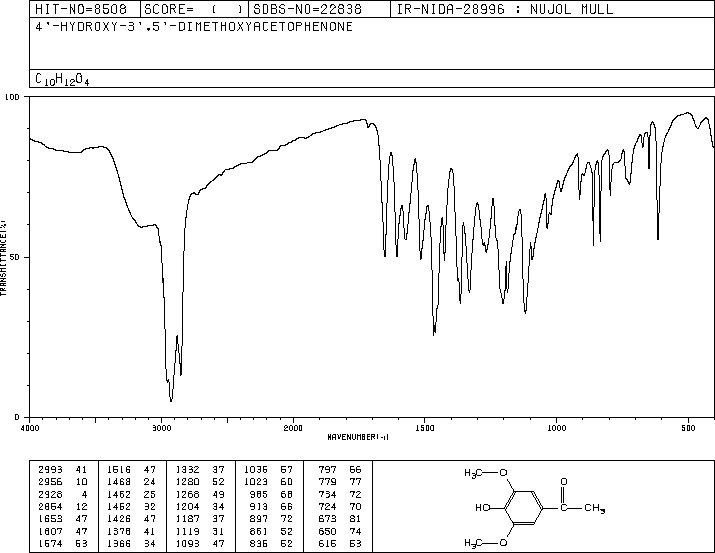 HIT-NO=8508 SCORE= ( ) SDBS-NO=22838 IR-NIDA-28996 : NUJOL MULL
4'-HYDROXY-3',5'-DIMETHOXYACETOPHENONE
C10H12O4
100
50
0
TRANSMITTANCE(%)
4000 3000 2000 1500 1000 500
WAVENUMBER(-1)
2993 41 1516 47 1332 37 1036 57 797 66
2956 10 1468 24 1280 52 1023 60 779 77
2928 4 1462 25 1268 49 985 68 734 72
2854 12 1452 32 1204 34 913 66 724 70
1653 47 1426 47 1187 37 897 72 673 81
1607 47 1378 41 1119 31 861 52 650 74
1574 53 1366 34 1093 47 836 52 616 53
H3C O
O
HO CH3
O
H3C